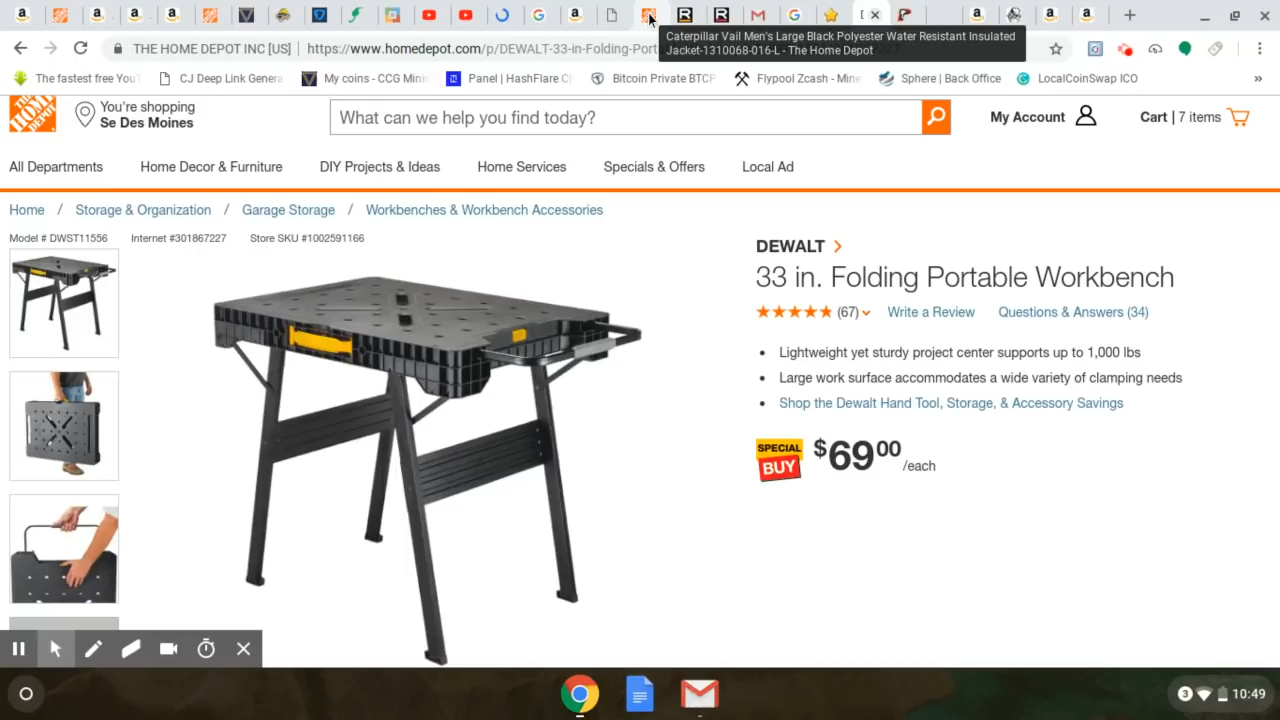 THE HOME DEPOT INC [US] | https://www.homedepot.com/p/DEWALT-33-in-Folding-Port
Caterpillar Vail Men's Large Black Polyester Water Resistant Insulated
Jacket-1310068-016-L - The Home Depot
The fastest free You
CJ Deep Link Genera
My coins - CCG Mini
Panel | HashFlare C
Bitcoin Private BTCP
Flypool Zcash - Mine
Sphere | Back Office
LocalCoinSwap ICO
»
THE HOME DEPOT
You're shopping
Se Des Moines
What can we help you find today?
My Account
Cart | 7 items
All Departments
Home Decor & Furniture
DIY Projects & Ideas
Home Services
Specials & Offers
Local Ad
Home / Storage & Organization / Garage Storage / Workbenches & Workbench Accessories
Model # DWST11556
Internet #301867227
Store SKU #1002591166
DEWALT
33 in. Folding Portable Workbench
(67)
Write a Review
Questions & Answers (34)
• Lightweight yet sturdy project center supports up to 1,000 lbs
• Large work surface accommodates a wide variety of clamping needs
• Shop the Dewalt Hand Tool, Storage, & Accessory Savings
SPECIAL
BUY
$69 00 /each
3
10:49